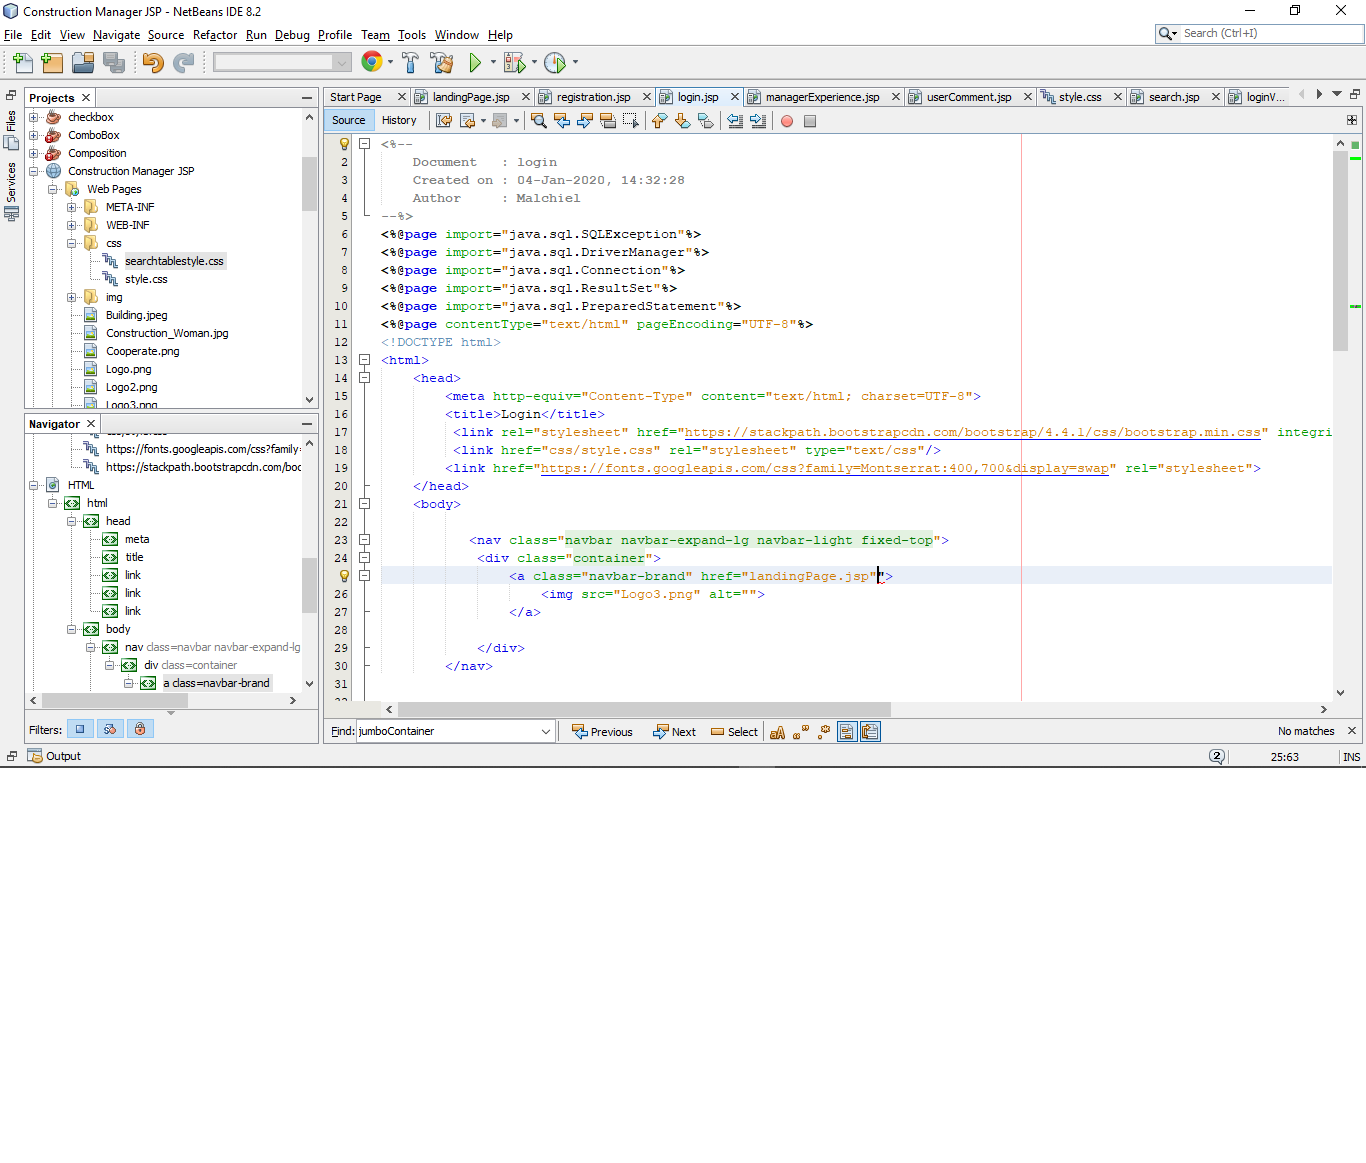 Construction Manager JSP - NetBeans IDE 8.2
File Edit View Navigate Source Refactor Run Debug Profile Team Tools Window Help
Search (Ctrl+I)
Files
Services
Projects
checkbox
ComboBox
Composition
Construction Manager JSP
Web Pages
META-INF
WEB-INF
css
searchtablestyle.css
style.css
img
Building.jpeg
Construction_Woman.jpg
Cooperate.png
Logo.png
Logo2.png
Logo3.png
Navigator
https://fonts.googleapis.com/css?family
https://stackpath.bootstrapcdn.com/boo
HTML
html
head
meta
title
link
link
link
body
nav class=navbar navbar-expand-lg
div class=container
a class=navbar-brand
Filters:
Start Page landingPage.jsp registration.jsp login.jsp managerExperience.jsp userComment.jsp style.css search.jsp loginV...
Source History
<%--
2 Document : login
3 Created on : 04-Jan-2020, 14:32:28
4 Author : Malchiel
5 --%>
6 <%@page import="java.sql.SQLException"%>
7 <%@page import="java.sql.DriverManager"%>
8 <%@page import="java.sql.Connection"%>
9 <%@page import="java.sql.ResultSet"%>
10 <%@page import="java.sql.PreparedStatement"%>
11 <%@page contentType="text/html" pageEncoding="UTF-8"%>
12 <!DOCTYPE html>
13 <html>
14 <head>
15 <meta http-equiv="Content-Type" content="text/html; charset=UTF-8">
16 <title>Login</title>
17 <link rel="stylesheet" href="https://stackpath.bootstrapcdn.com/bootstrap/4.4.1/css/bootstrap.min.css" integri
18 <link href="css/style.css" rel="stylesheet" type="text/css"/>
19 <link href="https://fonts.googleapis.com/css?family=Montserrat:400,700&display=swap" rel="stylesheet">
20 </head>
21 <body>
22
23 <nav class="navbar navbar-expand-lg navbar-light fixed-top">
24 <div class="container">
<a class="navbar-brand" href="landingPage.jsp"">
26 <img src="Logo3.png" alt="">
27 </a>
28
29 </div>
30 </nav>
31
Find: jumboContainer Previous Next Select aA No matches
Output 2 25:63 INS